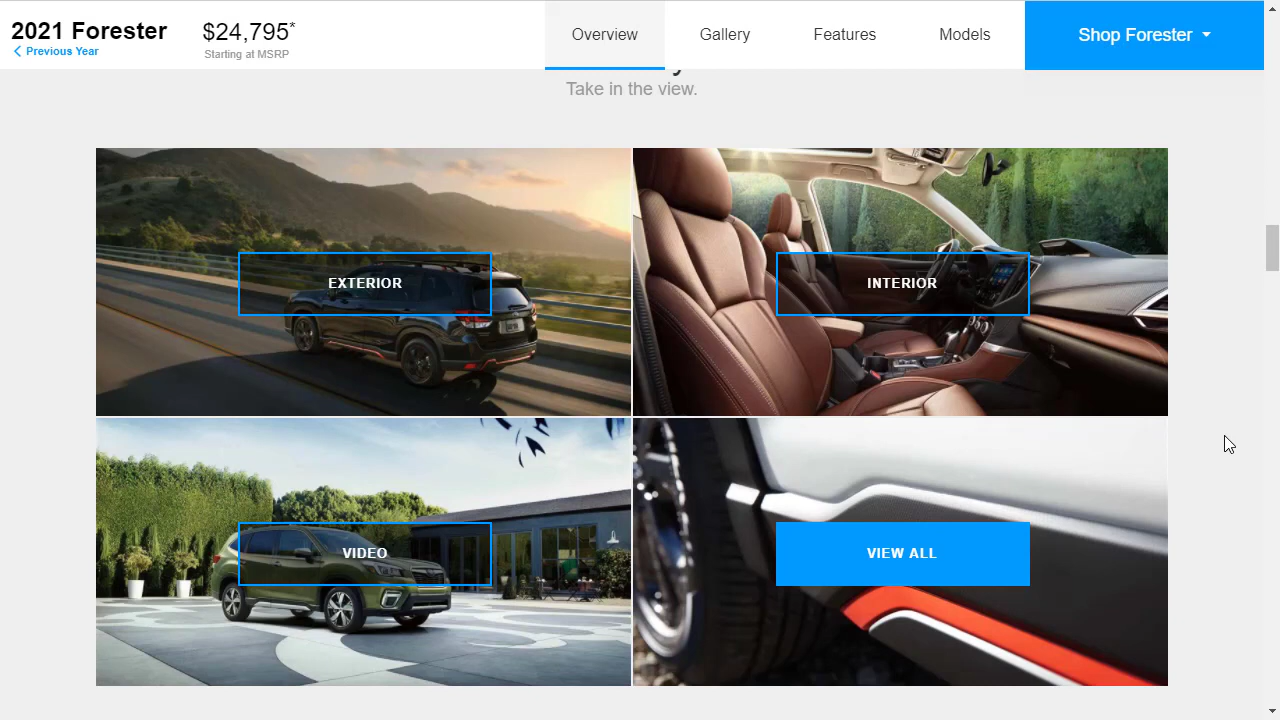 2021 Forester
Previous Year
$24,795*
Starting at MSRP
Overview
Gallery
Features
Models
Shop Forester
Take in the view.
EXTERIOR
INTERIOR
VIDEO
VIEW ALL